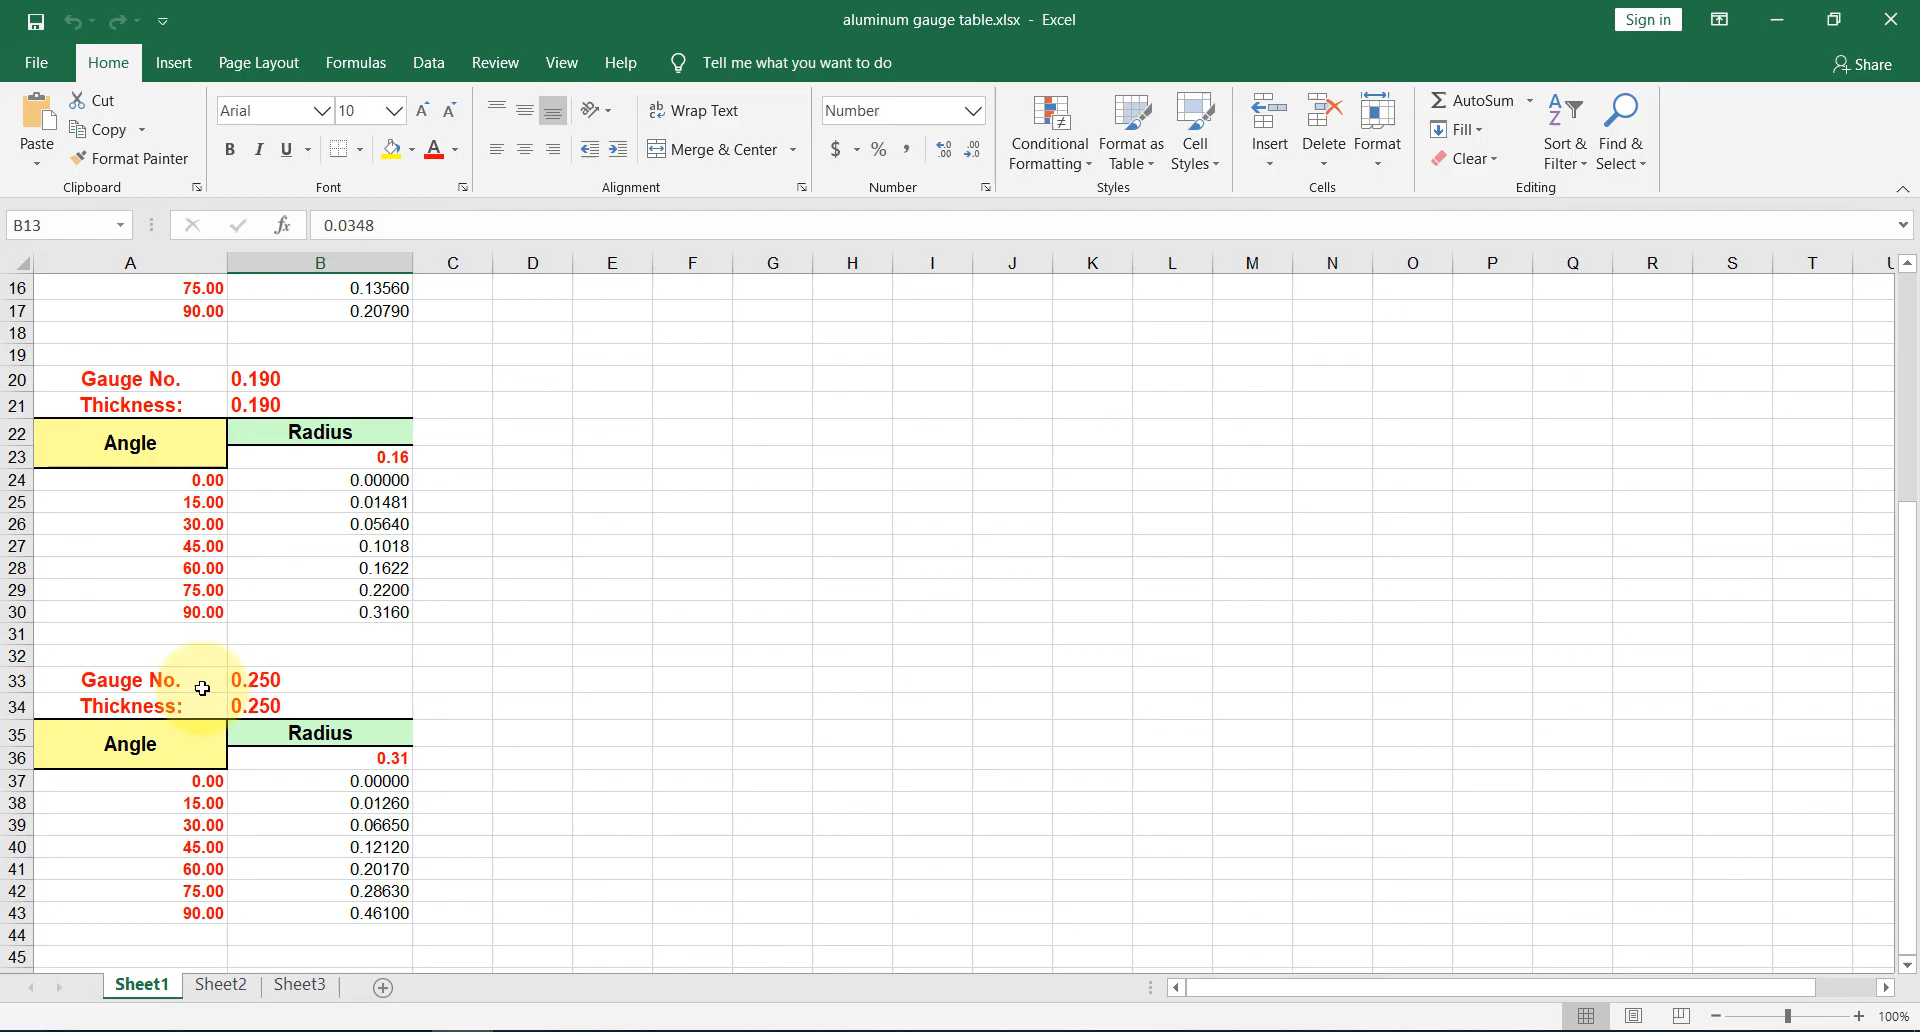 aluminum gauge table.xlsx - Excel
Sign in
File Home Insert Page Layout Formulas Data Review View Help Tell me what you want to do
Share
Paste
Cut
Copy
Format Painter
Clipboard
Arial 10
B I U A
Font
ab Wrap Text
Merge & Center
Alignment
Number
$ % ,
Number
Conditional Formatting
Format as Table
Cell Styles
Styles
Insert Delete Format
Cells
AutoSum
Fill
Clear
Sort & Filter
Find & Select
Editing
B13 fx 0.0348
A B C D E F G H I J K L M N O P Q R S T
16 75.00 0.13560
17 90.00 0.20790
18
19
20 Gauge No. 0.190
21 Thickness: 0.190
22 Angle Radius
23 0.16
24 0.00 0.00000
25 15.00 0.01481
26 30.00 0.05640
27 45.00 0.1018
28 60.00 0.1622
29 75.00 0.2200
30 90.00 0.3160
31
32
33 Gauge No. 0.250
34 Thickness: 0.250
35 Angle Radius
36 0.31
37 0.00 0.00000
38 15.00 0.01260
39 30.00 0.06650
40 45.00 0.12120
41 60.00 0.20170
42 75.00 0.28630
43 90.00 0.46100
44
45
Sheet1 Sheet2 Sheet3
100%